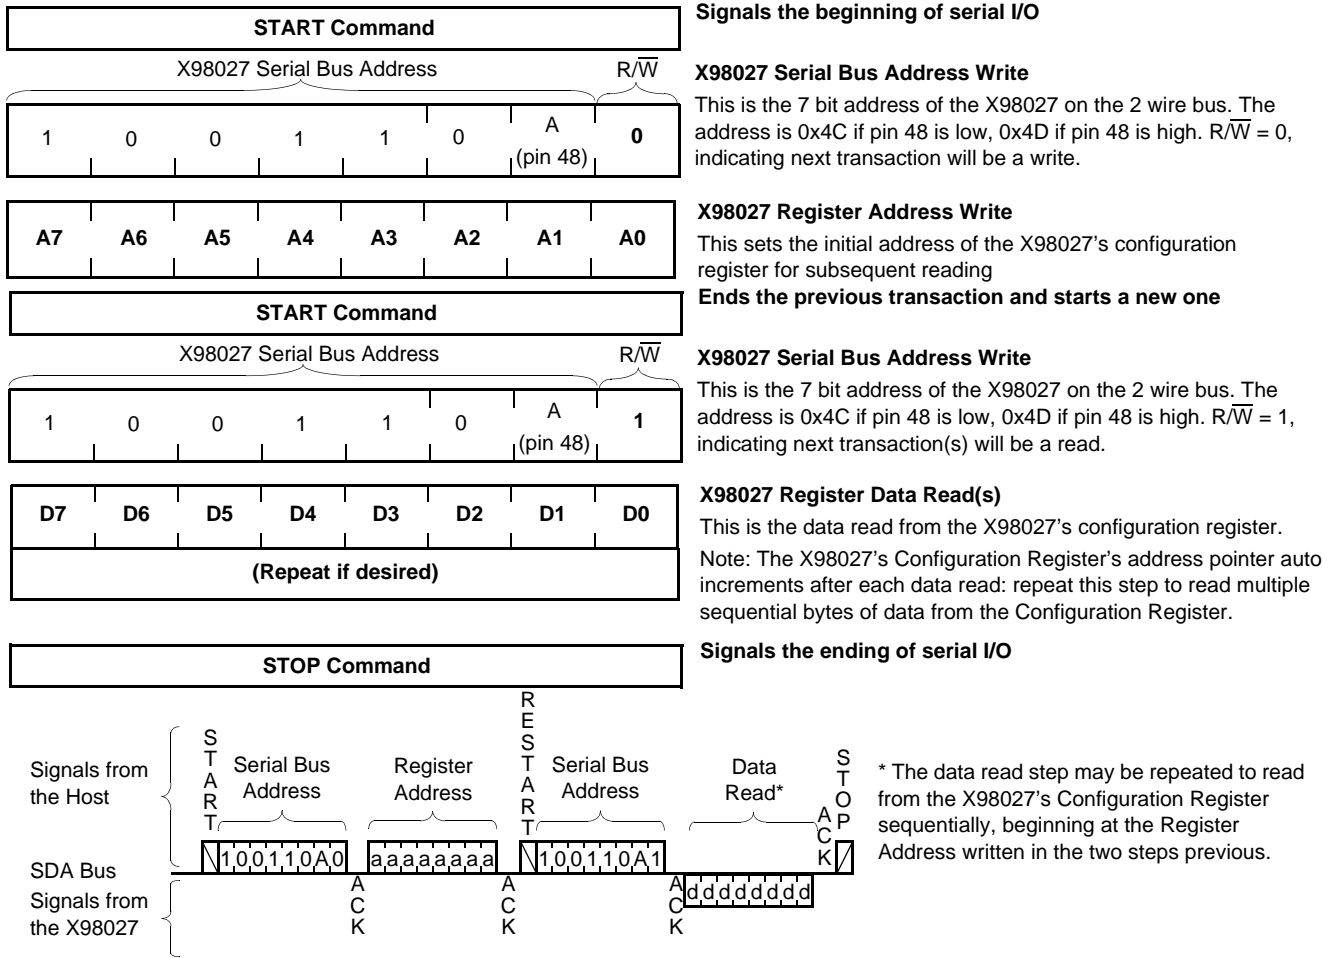 START Command
Signals the beginning of serial I/O
X98027 Serial Bus Address
R/W̅
1 0 0 1 1 0 A (pin 48) 0
X98027 Serial Bus Address Write
This is the 7 bit address of the X98027 on the 2 wire bus. The
address is 0x4C if pin 48 is low, 0x4D if pin 48 is high. R/W̅ = 0,
indicating next transaction will be a write.
A7 A6 A5 A4 A3 A2 A1 A0
X98027 Register Address Write
This sets the initial address of the X98027's configuration
register for subsequent reading
START Command
Ends the previous transaction and starts a new one
X98027 Serial Bus Address
R/W̅
1 0 0 1 1 0 A (pin 48) 1
X98027 Serial Bus Address Write
This is the 7 bit address of the X98027 on the 2 wire bus. The
address is 0x4C if pin 48 is low, 0x4D if pin 48 is high. R/W̅ = 1,
indicating next transaction(s) will be a read.
D7 D6 D5 D4 D3 D2 D1 D0
(Repeat if desired)
X98027 Register Data Read(s)
This is the data read from the X98027's configuration register.
Note: The X98027's Configuration Register's address pointer auto
increments after each data read: repeat this step to read multiple
sequential bytes of data from the Configuration Register.
STOP Command
Signals the ending of serial I/O
Signals from
the Host
START
Serial Bus
Address
Register
Address
RESTART
Serial Bus
Address
Data
Read*
ACK
STOP
SDA Bus
1 0 0 1 1 0 A 0
a a a a a a a a
1 0 0 1 1 0 A 1
Signals from
the X98027
ACK
ACK
ACK
d d d d d d d d
* The data read step may be repeated to read
from the X98027's Configuration Register
sequentially, beginning at the Register
Address written in the two steps previous.